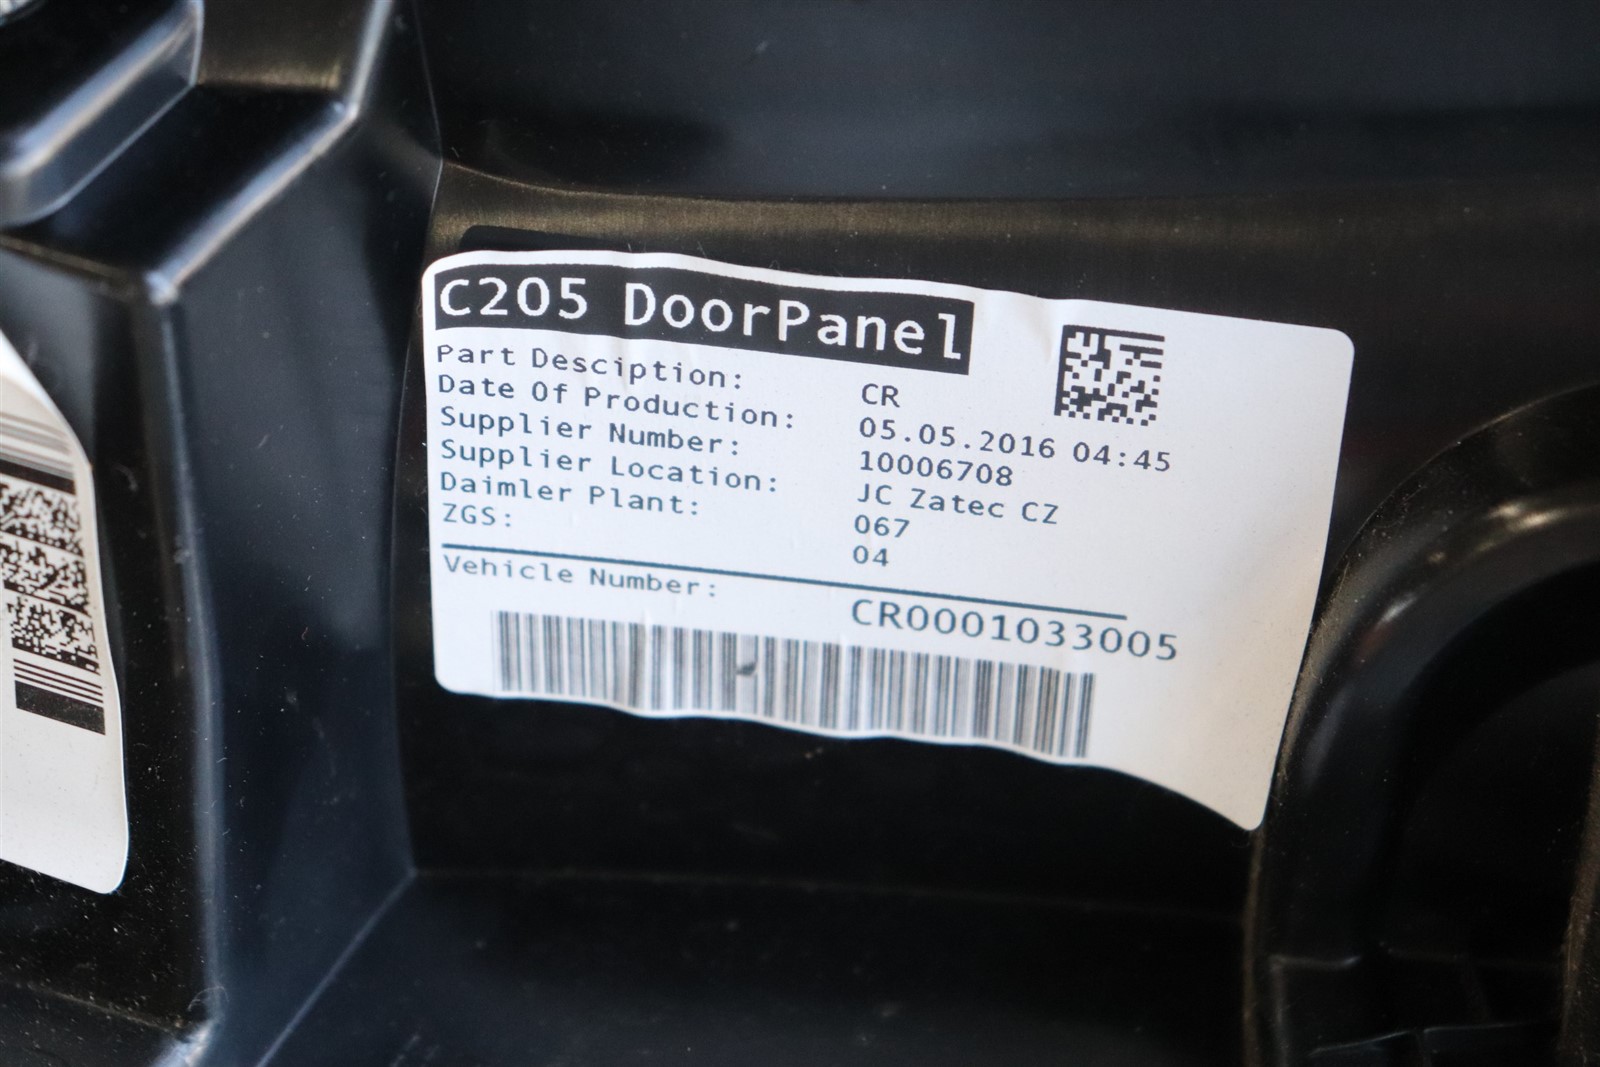 C205 DoorPanel
Part Desciption: CR
Date Of Production: 05.05.2016 04:45
Supplier Number: 10006708
Supplier Location: JC Zatec CZ
Daimler Plant: 067
ZGS: 04
Vehicle Number: CR0001033005